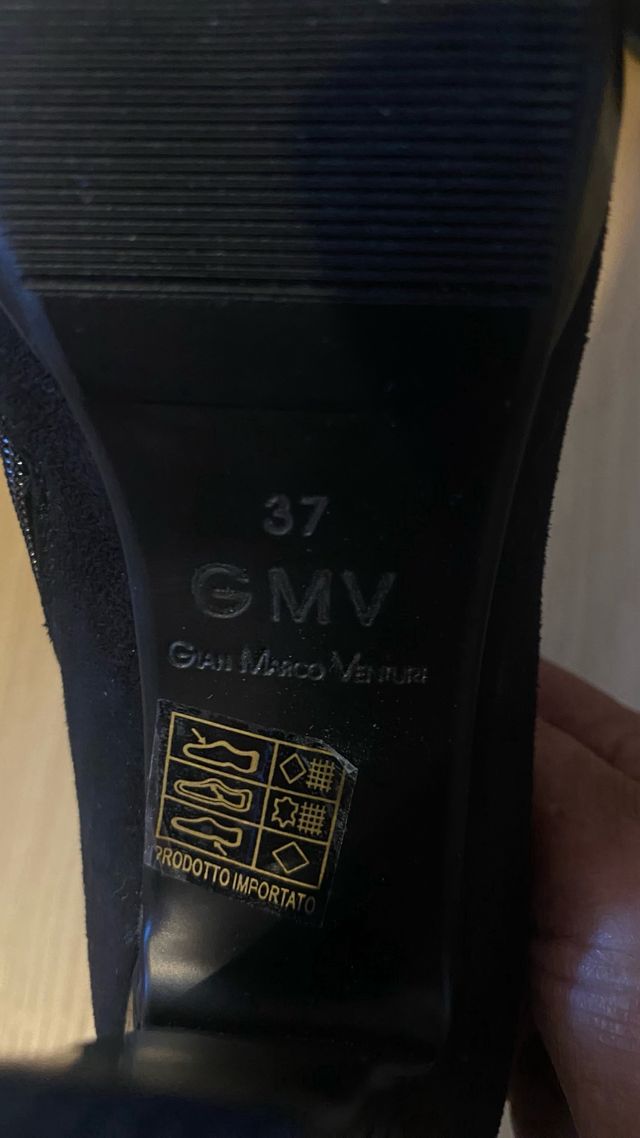 37
GMV
GIAN MARCO VENTURI
PRODOTTO IMPORTATO